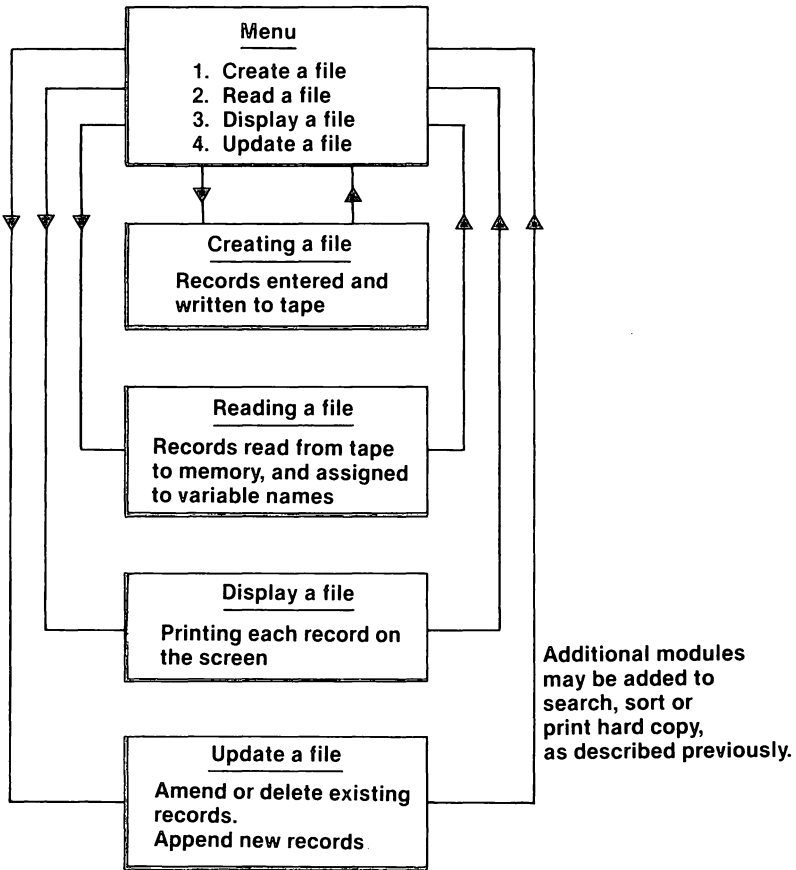 Menu
1. Create a file
2. Read a file
3. Display a file
4. Update a file
Creating a file
Records entered and
written to tape
Reading a file
Records read from tape
to memory, and assigned
to variable names
Display a file
Printing each record on
the screen
Additional modules
may be added to
search, sort or
print hard copy,
as described previously.
Update a file
Amend or delete existing
records.
Append new records